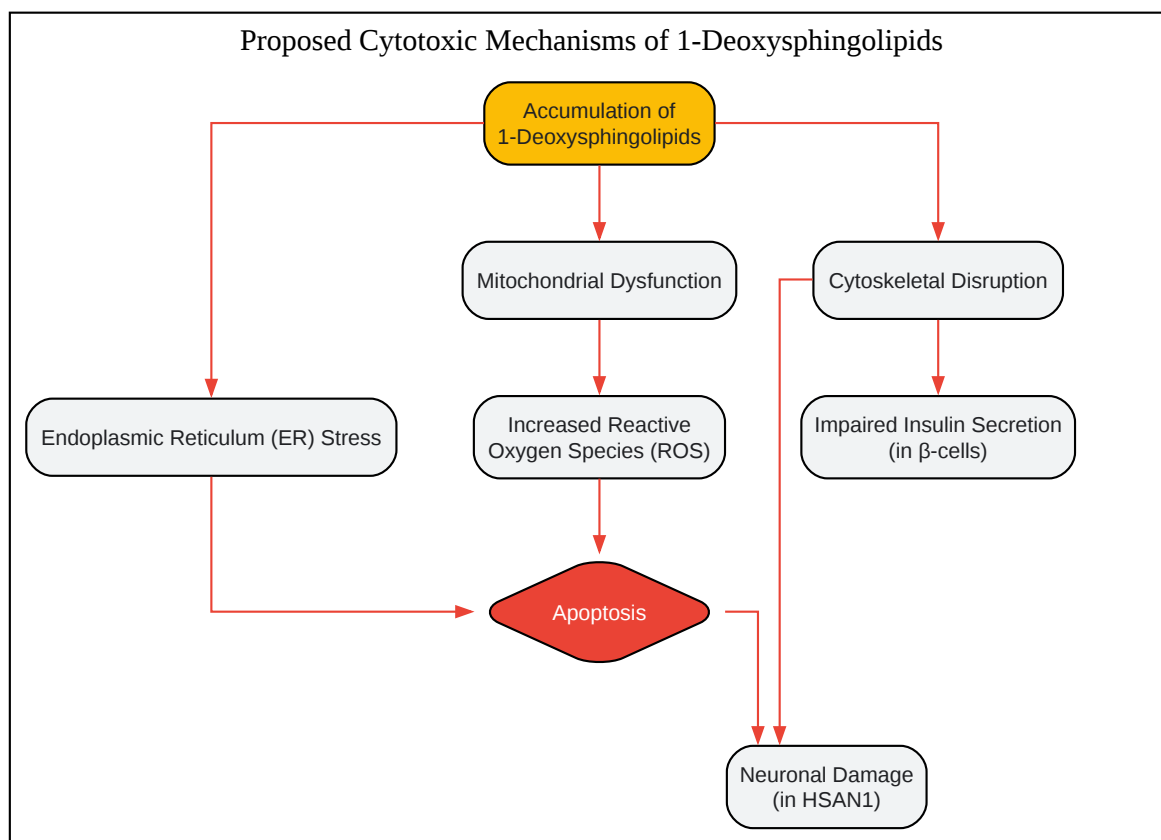 Proposed Cytotoxic Mechanisms of 1-Deoxysphingolipids
Accumulation of
1-Deoxysphingolipids
Mitochondrial Dysfunction
Cytoskeletal Disruption
Endoplasmic Reticulum (ER) Stress
Increased Reactive
Oxygen Species (ROS)
Impaired Insulin Secretion
(in β-cells)
Apoptosis
Neuronal Damage
(in HSAN1)